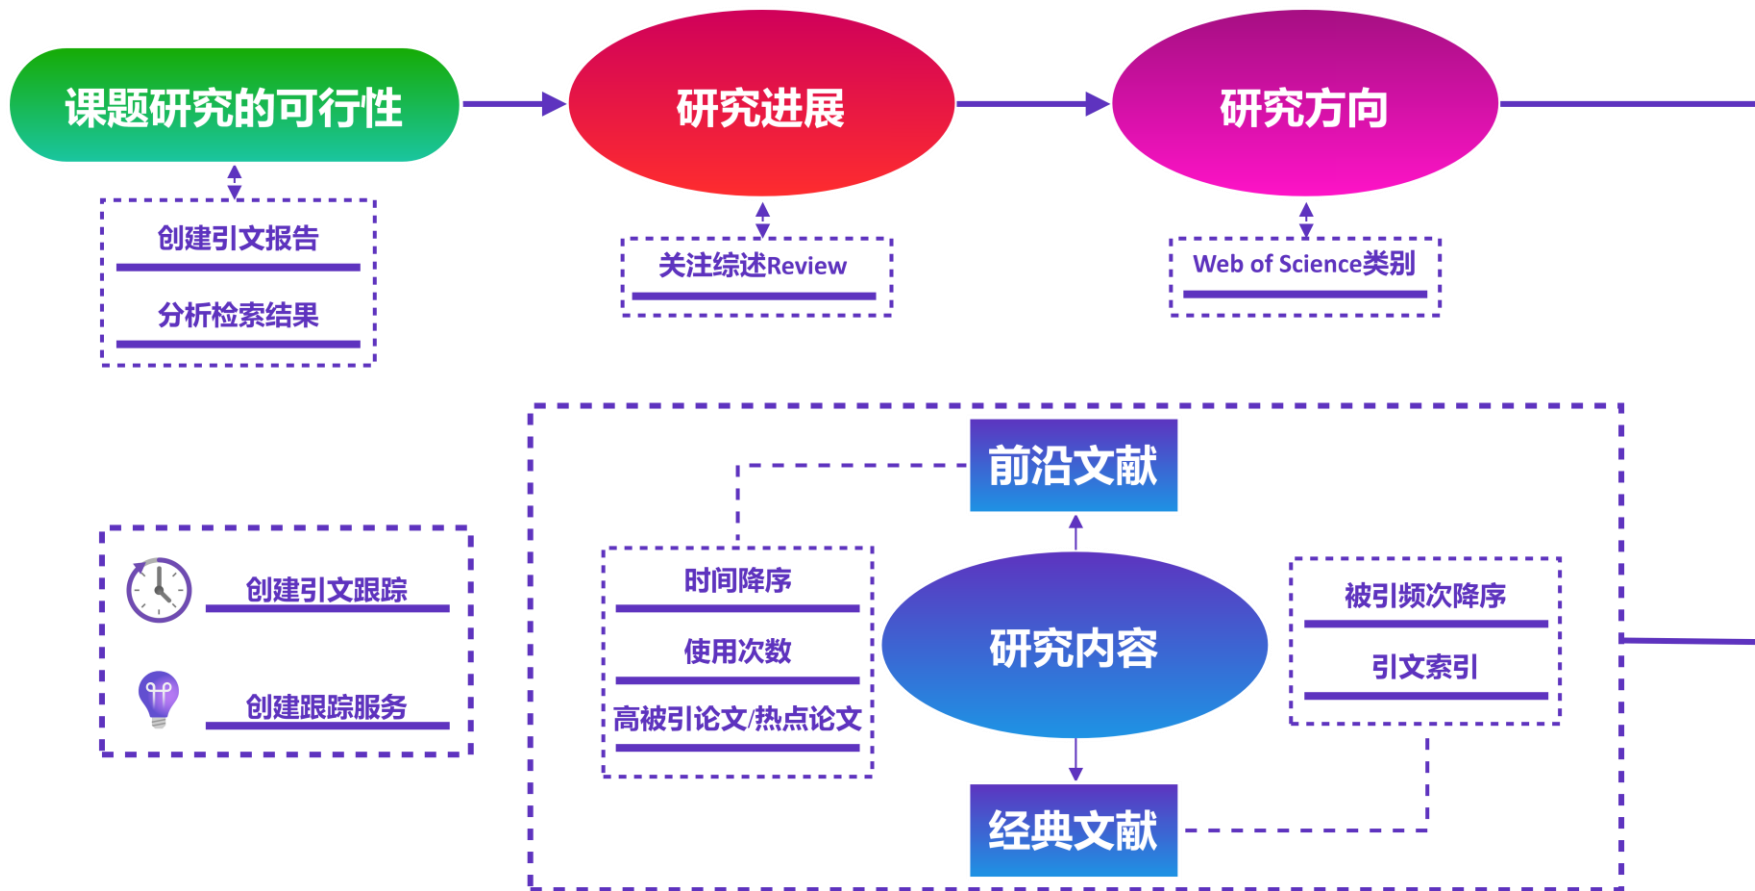 课题研究的可行性
研究进展
研究方向
创建引文报告
分析检索结果
关注综述Review
Web of Science类别
前沿文献
时间降序
使用次数
高被引论文/热点论文
研究内容
被引频次降序
引文索引
经典文献
创建引文跟踪
创建跟踪服务